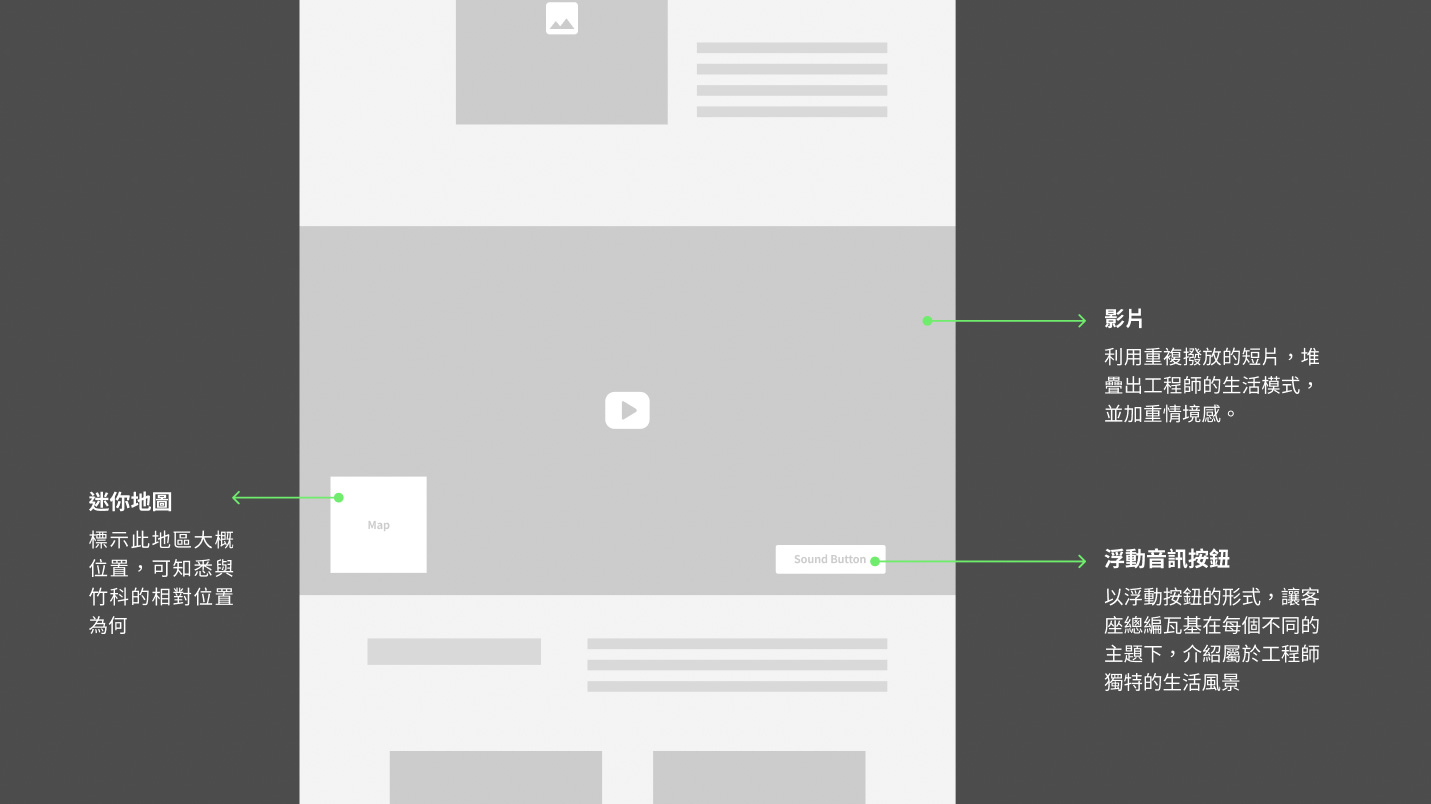 影片
利用重複撥放的短片，堆
疊出工程師的生活模式，
並加重情境感。
迷你地圖
標示此地區大概
位置，可知悉與
竹科的相對位置
為何
Map
Sound Button
浮動音訊按鈕
以浮動按鈕的形式，讓客
座總編瓦基在每個不同的
主題下，介紹屬於工程師
獨特的生活風景